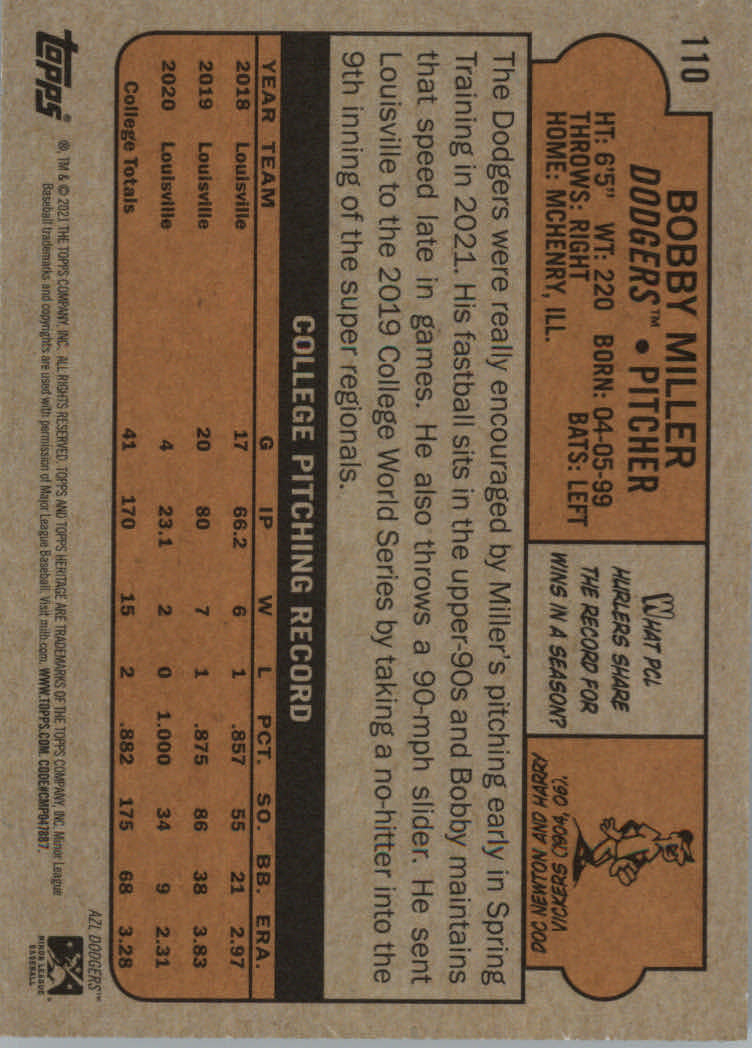 110
BOBBY MILLER
DODGERS™ • PITCHER
HT: 6'5" WT: 220 BORN: 04-05-99
THROWS: RIGHT BATS: LEFT
HOME: MCHENRY, ILL.
WHAT PCL
HURLERS SHARE
THE RECORD FOR
WINS IN A SEASON?
DOC NEWTON AND HARRY
VICKERS ('904, '06).
The Dodgers were really encouraged by Miller's pitching early in Spring
Training in 2021. His fastball sits in the upper-90s and Bobby maintains
that speed late in games. He also throws a 90-mph slider. He sent
Louisville to the 2019 College World Series by taking a no-hitter into the
9th inning of the super regionals.
COLLEGE PITCHING RECORD
YEAR TEAM G IP W L PCT. SO. BB. ERA.
2018 Louisville 17 66.2 6 1 .857 55 21 2.97
2019 Louisville 20 80 7 1 .875 86 38 3.83
2020 Louisville 4 23.1 2 0 1.000 34 9 2.31
College Totals 41 170 15 2 .882 175 68 3.28
AZL DODGERS™
topps®
®, TM & © 2021 THE TOPPS COMPANY, INC. ALL RIGHTS RESERVED. TOPPS AND TOPPS HERITAGE ARE TRADEMARKS OF THE TOPPS COMPANY, INC. Minor League
Baseball trademarks and copyrights are used with permission of Major League Baseball. Visit milb.com. WWW.TOPPS.COM. CODE#CMP047887.
MINOR LEAGUE
BASEBALL®